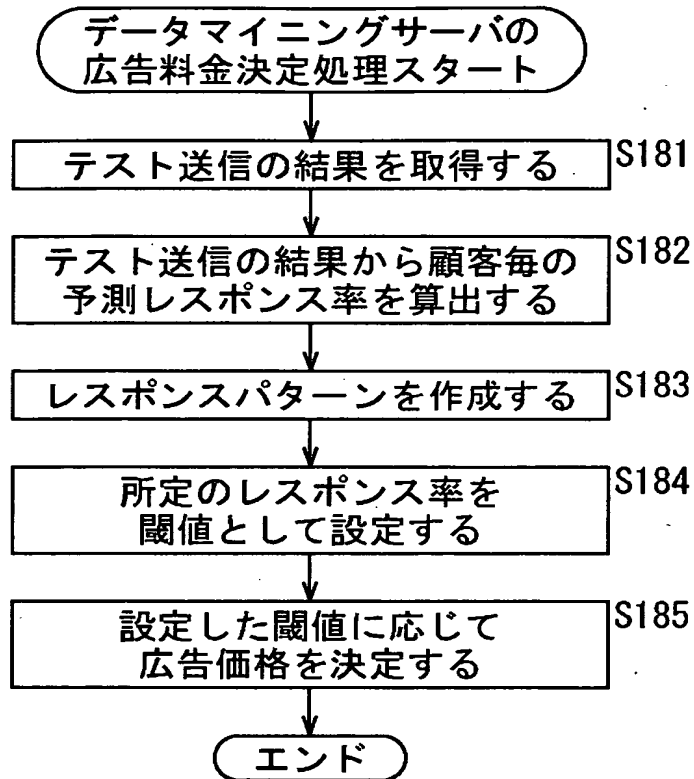 データマイニングサーバの
広告料金決定処理スタート
テスト送信の結果を取得する
S181
テスト送信の結果から顧客毎の
予測レスポンス率を算出する
S182
レスポンスパターンを作成する
S183
所定のレスポンス率を
閾値として設定する
S184
設定した閾値に応じて
広告価格を決定する
S185
エンド